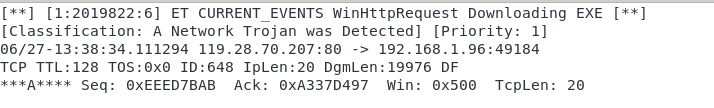 [**] [1:2019822:6] ET CURRENT_EVENTS WinHttpRequest Downloading EXE [**]
[Classification: A Network Trojan was Detected] [Priority: 1]
06/27-13:38:34.111294 119.28.70.207:80 -> 192.168.1.96:49184
TCP TTL:128 TOS:0x0 ID:648 IpLen:20 DgmLen:19976 DF
***A**** Seq: 0xEEED7BAB  Ack: 0xA337D497  Win: 0x500  TcpLen: 20